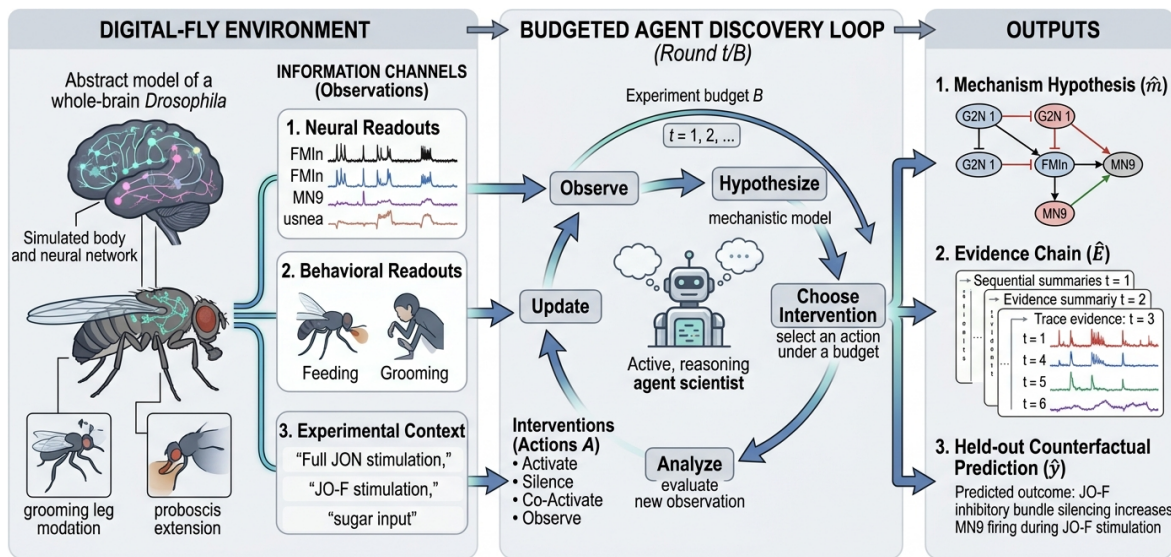 DIGITAL-FLY ENVIRONMENT
Abstract model of a
whole-brain Drosophila
Simulated body
and neural network
grooming leg
modation
proboscis
extension
INFORMATION CHANNELS
(Observations)
1. Neural Readouts
FMIn
FMIn
MN9
usnea
2. Behavioral Readouts
Feeding
Grooming
3. Experimental Context
“Full JON stimulation,”
“JO-F stimulation,”
“sugar input”
BUDGETED AGENT DISCOVERY LOOP
(Round t/B)
Experiment budget B
t = 1, 2, ...
Observe
Hypothesize
mechanistic model
Update
Choose
Intervention
select an action
under a budget
Active, reasoning
agent scientist
Interventions
(Actions A)
• Activate
• Silence
• Co-Activate
• Observe
Analyze
evaluate
new observation
OUTPUTS
1. Mechanism Hypothesis (m̂)
G2N 1
G2N 1
G2N 1
FMIn
MN9
MN9
2. Evidence Chain (Ê)
Sequential summaries t = 1
Evidence summariy t = 2
Trace evidence: t = 3
t = 1
t = 4
t = 5
t = 6
3. Held-out Counterfactual
Prediction (ŷ)
Predicted outcome: JO-F
inhibitory bundle silencing increases
MN9 firing during JO-F stimulation